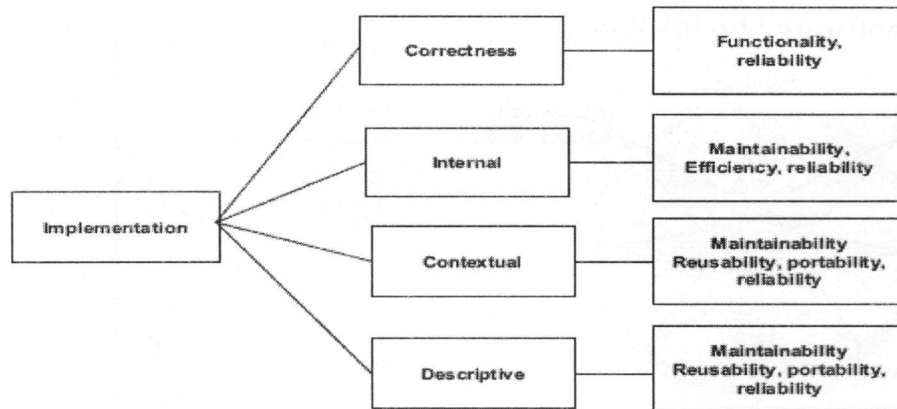 Correctness
Functionality,
reliability
Internal
Maintainability,
Efficiency, reliability
Implementation
Contextual
Maintainability
Reusability, portability,
reliability
Descriptive
Maintainability
Reusability, portability,
reliability